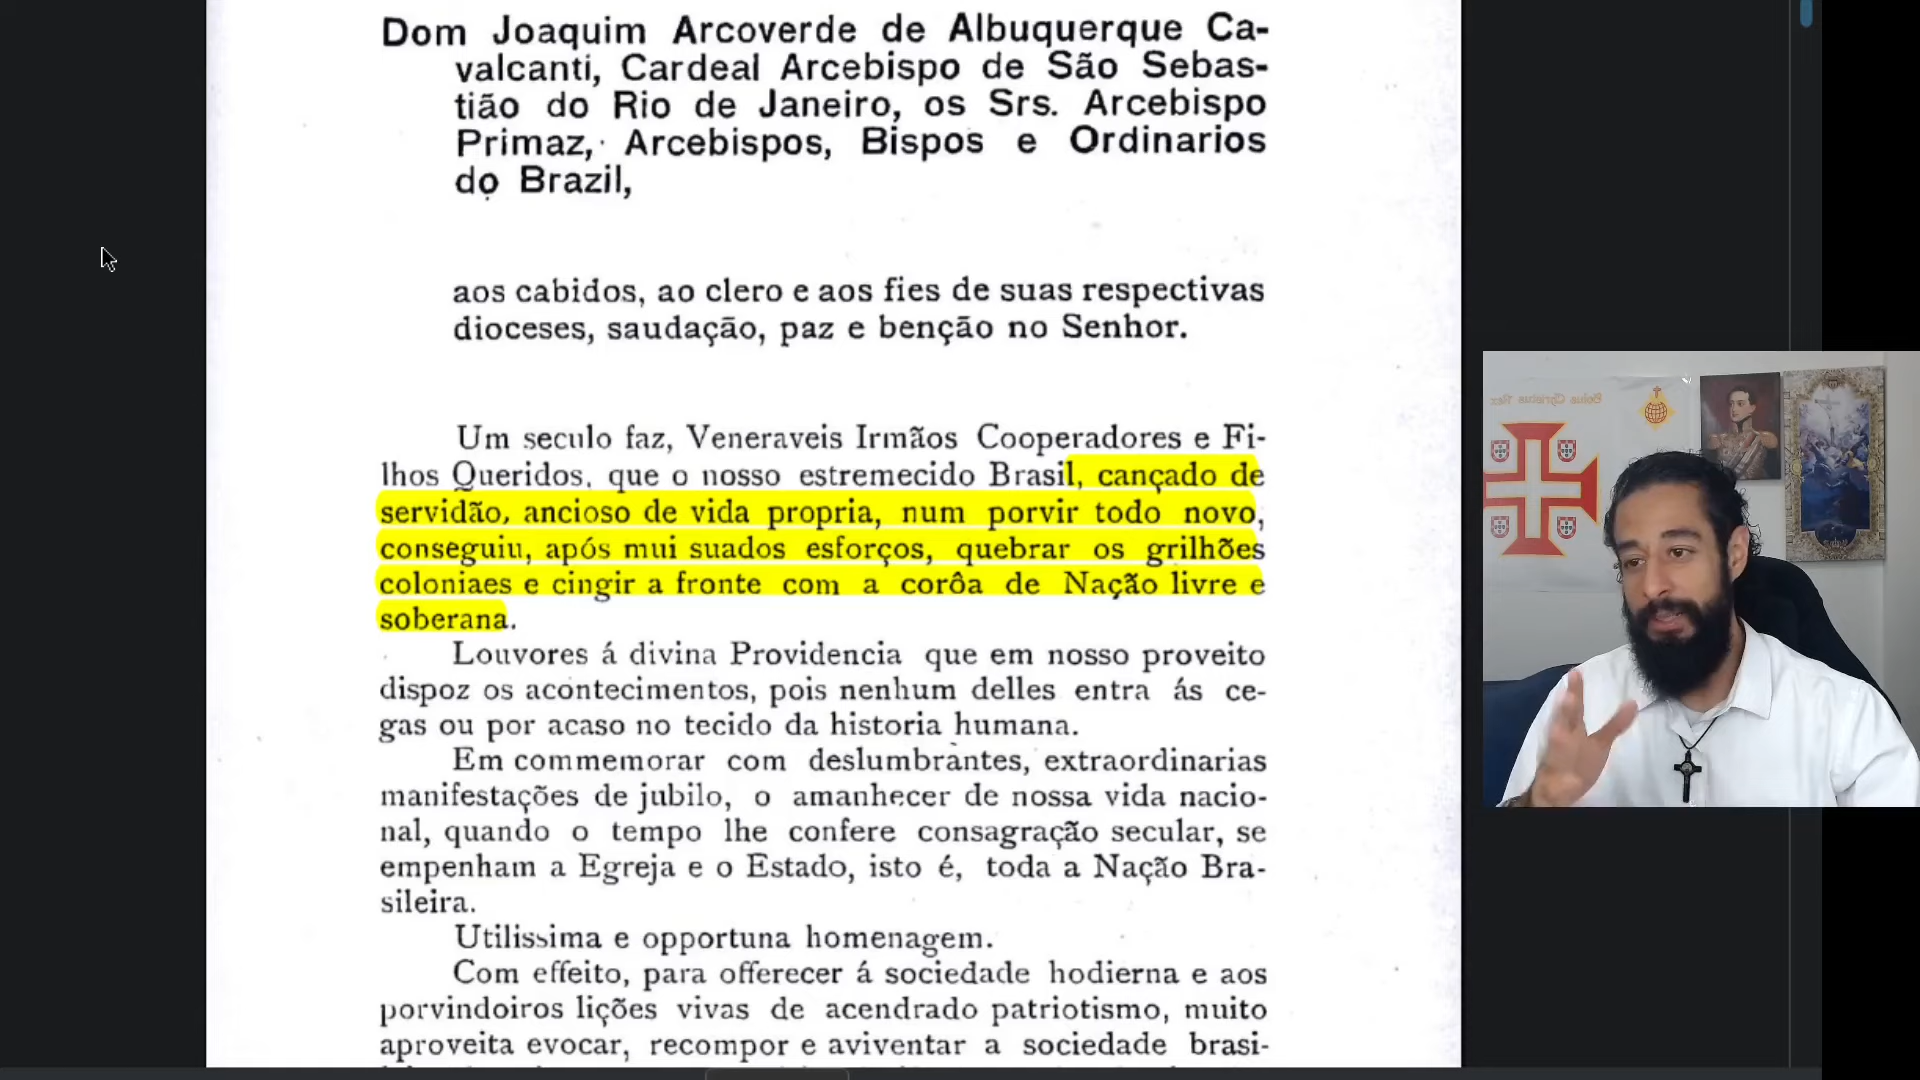 Dom Joaquim Arcoverde de Albuquerque Ca-
valcanti, Cardeal Arcebispo de São Sebas-
tião do Rio de Janeiro, os Srs. Arcebispo
Primaz, Arcebispos, Bispos e Ordinarios
do Brazil,
aos cabidos, ao clero e aos fies de suas respectivas
dioceses, saudação, paz e benção no Senhor.
Um seculo faz, Veneraveis Irmãos Cooperadores e Fi-
lhos Queridos, que o nosso estremecido Brasil, cançado de
servidão, ancioso de vida propria, num porvir todo novo,
conseguiu, após mui suados esforços, quebrar os grilhões
coloniaes e cingir a fronte com a corôa de Nação livre e
soberana.
Louvores á divina Providencia que em nosso proveito
dispoz os acontecimentos, pois nenhum delles entra ás ce-
gas ou por acaso no tecido da historia humana.
Em commemorar com deslumbrantes, extraordinarias
manifestações de jubilo, o amanhecer de nossa vida nacio-
nal, quando o tempo lhe confere consagração secular, se
empenham a Egreja e o Estado, isto é, toda a Nação Bra-
sileira.
Utilissima e opportuna homenagem.
Com effeito, para offerecer á sociedade hodierna e aos
porvindoiros lições vivas de acendrado patriotismo, muito
aproveita evocar, recompor e aviventar a sociedade brasi-